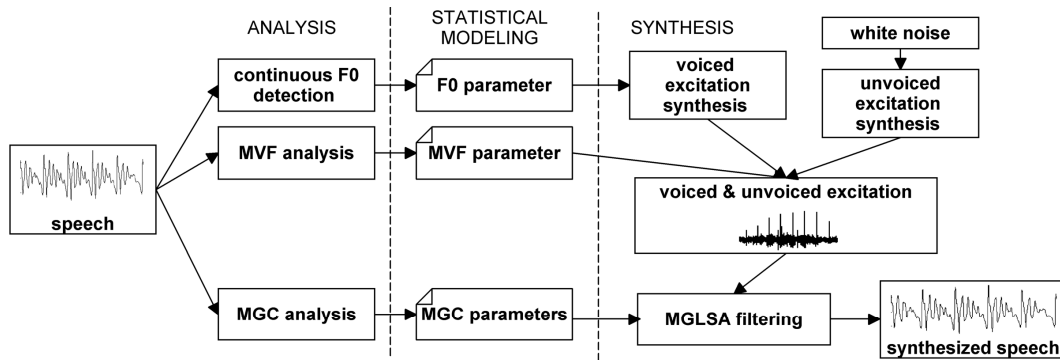 ANALYSIS
STATISTICAL
MODELING
SYNTHESIS
white noise
continuous F0
detection
F0 parameter
voiced
excitation
synthesis
unvoiced
excitation
synthesis
MVF analysis
MVF parameter
speech
voiced & unvoiced excitation
MGC analysis
MGC parameters
MGLSA filtering
synthesized speech